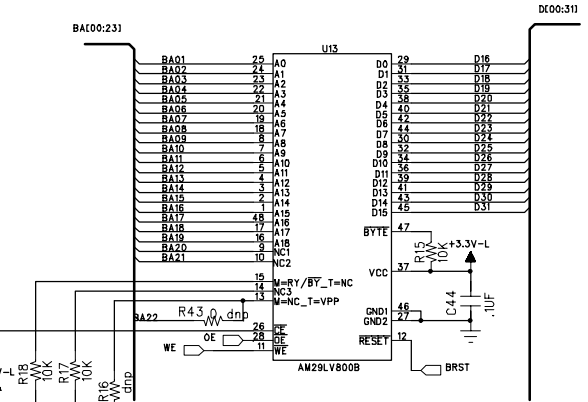 D[00:31]
BA[00:23]
U13
BA01 25 A0 D0 29 D16
BA02 24 A1 D1 31 D17
BA03 23 A2 D2 33 D18
BA04 22 A3 D3 35 D19
BA05 21 A4 D4 38 D20
BA06 20 A5 D5 40 D21
BA07 19 A6 D6 42 D22
BA08 18 A7 D7 44 D23
BA09 8 A8 D8 30 D24
BA10 7 A9 D9 32 D25
BA11 6 A10 D10 34 D26
BA12 5 A11 D11 36 D27
BA13 4 A12 D12 39 D28
BA14 3 A13 D13 41 D29
BA15 2 A14 D14 43 D30
BA16 1 A15 D15 45 D31
BA17 48 A16
BA18 17 A17 BYTE 47
BA19 16 A18 R15 10K +3.3V-L
BA20 9 NC1
BA21 10 NC2 VCC 37
15 M=RY/BY_T=NC
14 NC3
13 M=NC_T=VPP C44 .1UF
BA22 R43 0 dnp GND1 46
GND2 27
26 CE
OE 28 OE RESET 12
WE 11 WE
AM29LV800B BRST
V-L R18 10K R17 10K R16 dnp